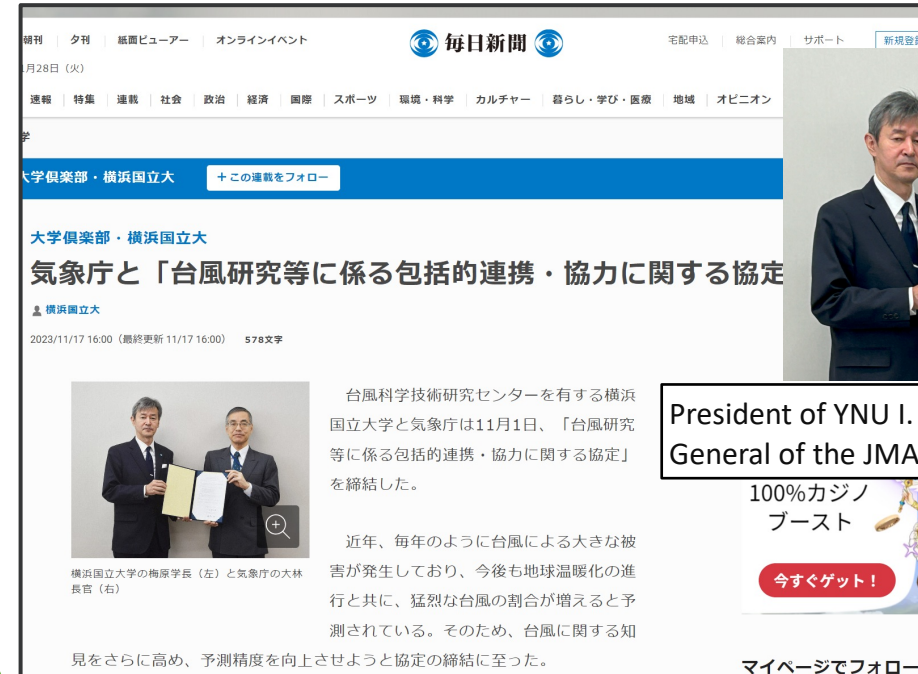 朝刊 夕刊 紙面ビューアー オンラインイベント 毎日新聞 宅配申込 総合案内 サポート 新規登録
月28日（火）
速報 特集 連載 社会 政治 経済 国際 スポーツ 環境・科学 カルチャー 暮らし・学び・医療 地域 オピニオン
学
大学倶楽部・横浜国立大 ＋この連載をフォロー
大学倶楽部・横浜国立大
気象庁と「台風研究等に係る包括的連携・協力に関する協定
横浜国立大
2023/11/17 16:00（最終更新 11/17 16:00） 578文字
台風科学技術研究センターを有する横浜
国立大学と気象庁は11月1日、「台風研究
等に係る包括的連携・協力に関する協定」
を締結した。
近年、毎年のように台風による大きな被
害が発生しており、今後も地球温暖化の進
行と共に、猛烈な台風の割合が増えると予
測されている。そのため、台風に関する知
見をさらに高め、予測精度を向上させようと協定の締結に至った。
横浜国立大学の梅原学長（左）と気象庁の大林
長官（右）
President of YNU I.
General of the JMA
100%カジノ
ブースト
今すぐゲット！
マイページでフォロー